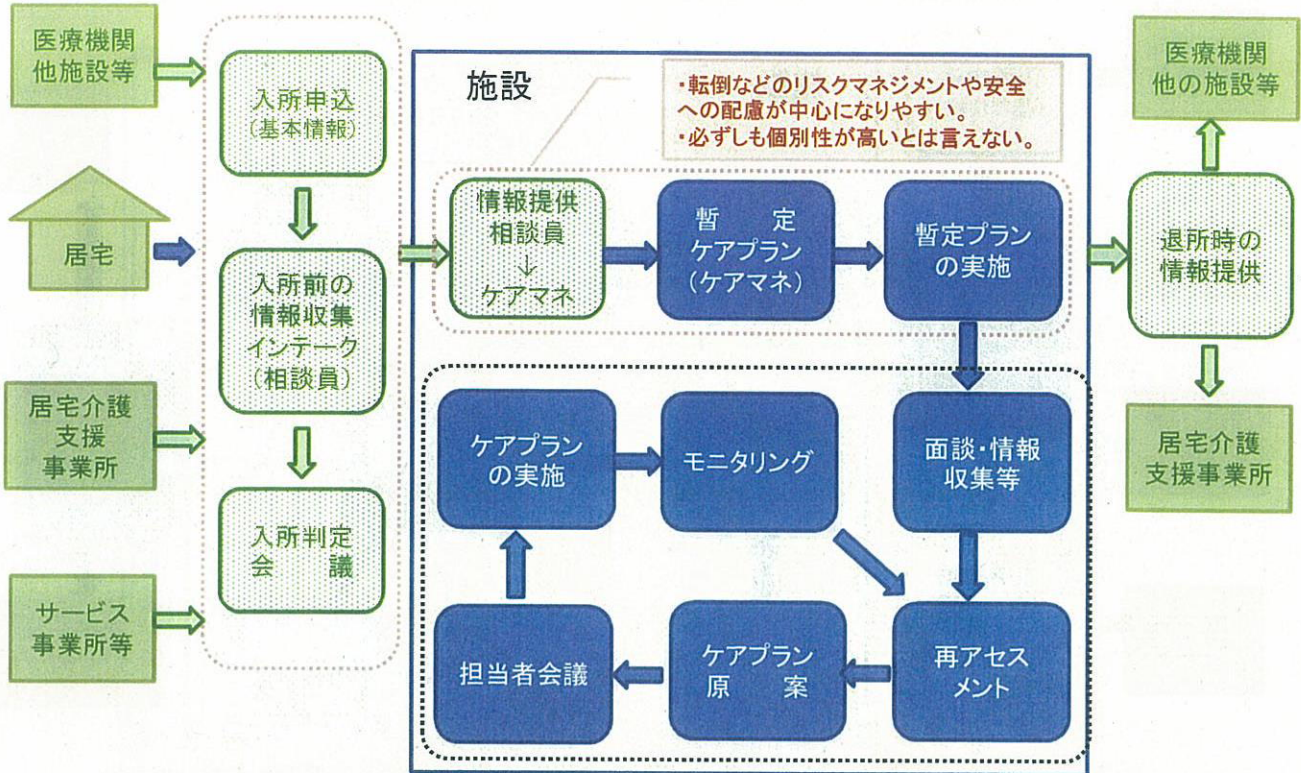 医療機関
他施設等
居宅
居宅介護
支援
事業所
サービス
事業所等
入所申込
(基本情報)
入所前の
情報収集
インテーク
(相談員)
入所判定
会 議
施設
・転倒などのリスクマネジメントや安全
への配慮が中心になりやすい。
・必ずしも個別性が高いとは言えない。
情報提供
相談員
↓
ケアマネ
暫 定
ケアプラン
(ケアマネ)
暫定プラン
の実施
ケアプラン
の実施
モニタリング
面談・情報
収集等
担当者会議
ケアプラン
原 案
再アセス
メント
医療機関
他の施設等
退所時の
情報提供
居宅介護
支援事業所